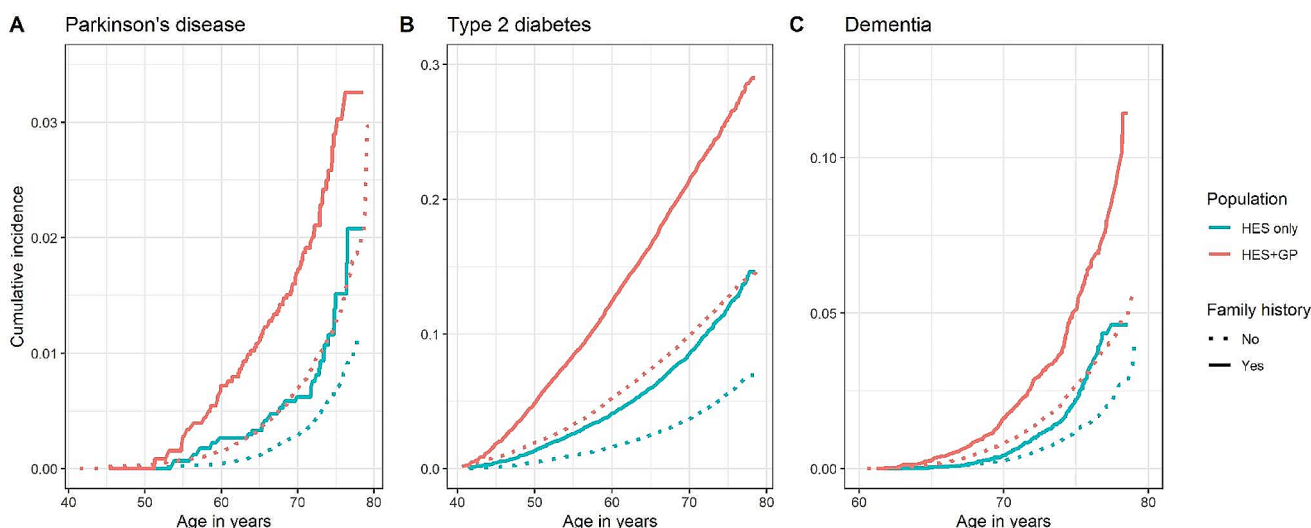 A Parkinson's disease
B Type 2 diabetes
C Dementia
Cumulative incidence
0.03
0.02
0.01
0.00
40 50 60 70 80
Age in years
0.3
0.2
0.1
0.0
40 50 60 70 80
Age in years
0.10
0.05
0.00
60 70 80
Age in years
Population
HES only
HES+GP
Family history
No
Yes